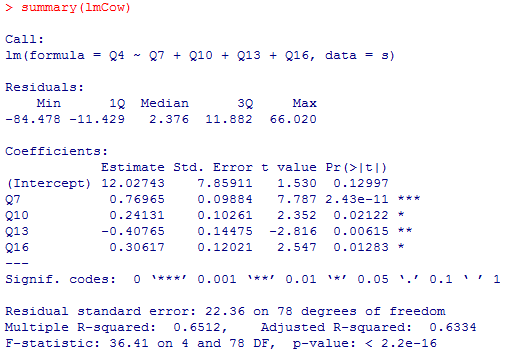 > summary(lmCow)
Call:
lm(formula = Q4 ~ Q7 + Q10 + Q13 + Q16, data = s)
Residuals:
    Min      1Q  Median      3Q     Max
-84.478 -11.429   2.376  11.882  66.020
Coefficients:
            Estimate Std. Error t value Pr(>|t|)
(Intercept) 12.02743    7.85911   1.530  0.12997
Q7           0.76965    0.09884   7.787 2.43e-11 ***
Q10          0.24131    0.10261   2.352  0.02122 *
Q13         -0.40765    0.14475  -2.816  0.00615 **
Q16          0.30617    0.12021   2.547  0.01283 *
---
Signif. codes:  0 ‘***’ 0.001 ‘**’ 0.01 ‘*’ 0.05 ‘.’ 0.1 ‘ ’ 1
Residual standard error: 22.36 on 78 degrees of freedom
Multiple R-squared:  0.6512,    Adjusted R-squared:  0.6334
F-statistic: 36.41 on 4 and 78 DF,  p-value: < 2.2e-16